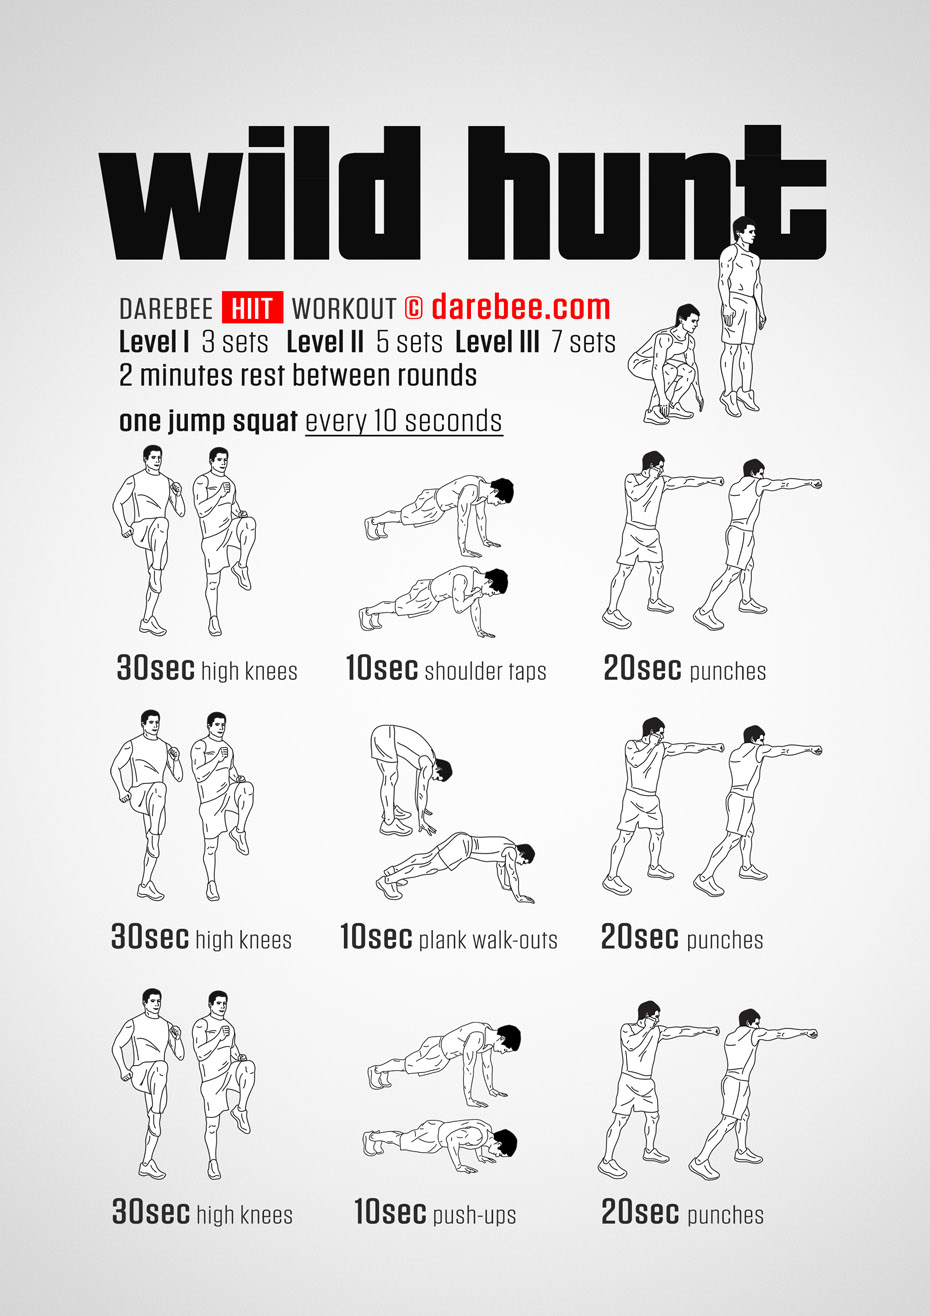 wild hunt
DAREBEE HIIT WORKOUT © darebee.com
Level I 3 sets Level II 5 sets Level III 7 sets
2 minutes rest between rounds
one jump squat every 10 seconds
30sec high knees 10sec shoulder taps 20sec punches
30sec high knees 10sec plank walk-outs 20sec punches
30sec high knees 10sec push-ups 20sec punches